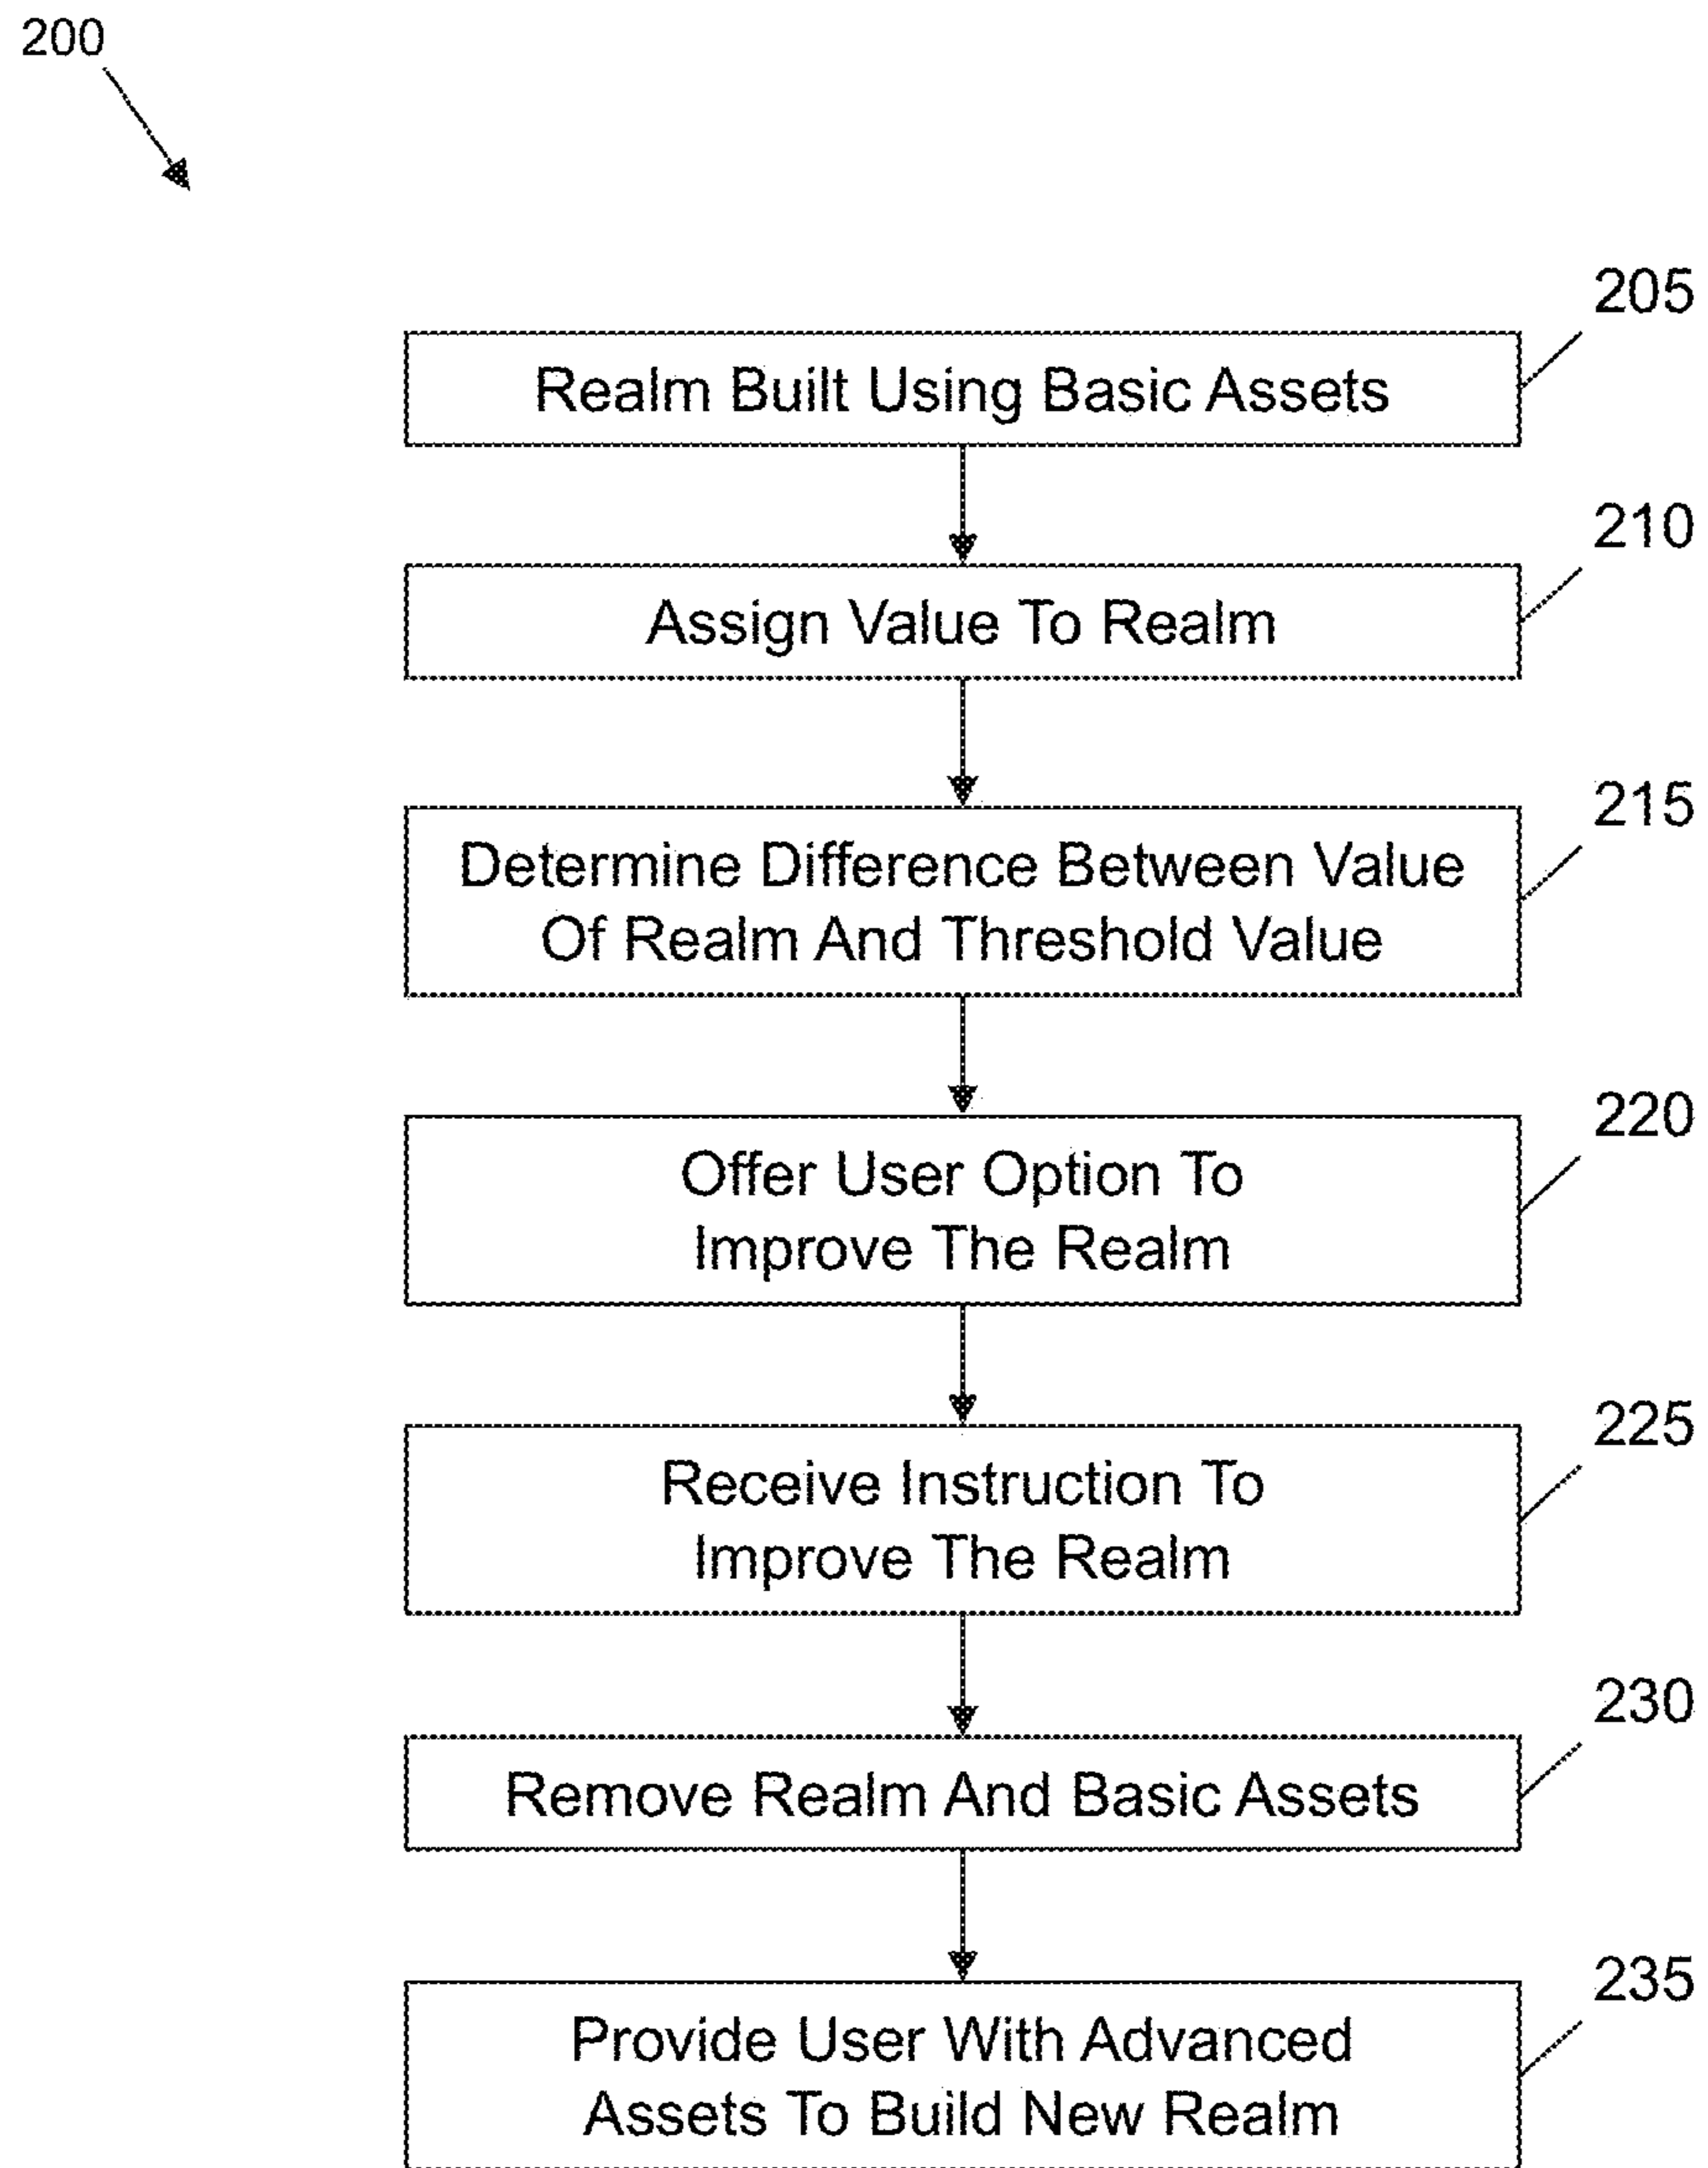 200
205
Realm Built Using Basic Assets
210
Assign Value To Realm
215
Determine Difference Between Value
Of Realm And Threshold Value
220
Offer User Option To
Improve The Realm
225
Receive Instruction To
Improve The Realm
230
Remove Realm And Basic Assets
235
Provide User With Advanced
Assets To Build New Realm